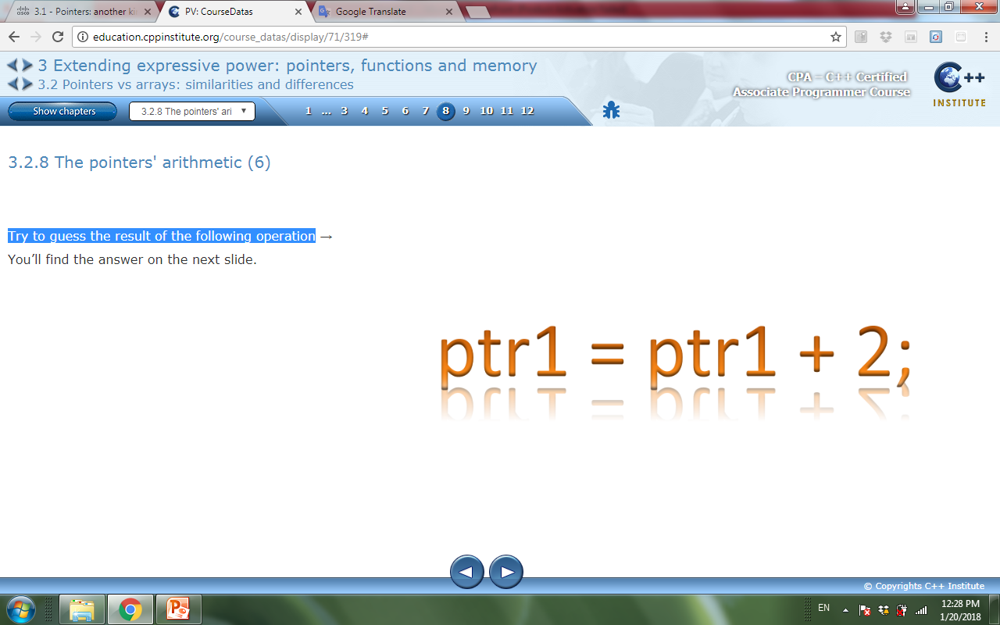 3.1 - Pointers: another ki
PV: CourseDatas
Google Translate
education.cppinstitute.org/course_datas/display/71/319#
3 Extending expressive power: pointers, functions and memory
3.2 Pointers vs arrays: similarities and differences
CPA – C++ Certified
Associate Programmer Course
C++
INSTITUTE
Show chapters
3.2.8 The pointers' ari
1 ... 3 4 5 6 7 8 9 10 11 12
3.2.8 The pointers' arithmetic (6)
Try to guess the result of the following operation →
You’ll find the answer on the next slide.
ptr1 = ptr1 + 2;
© Copyrights C++ Institute
EN
12:28 PM
1/20/2018